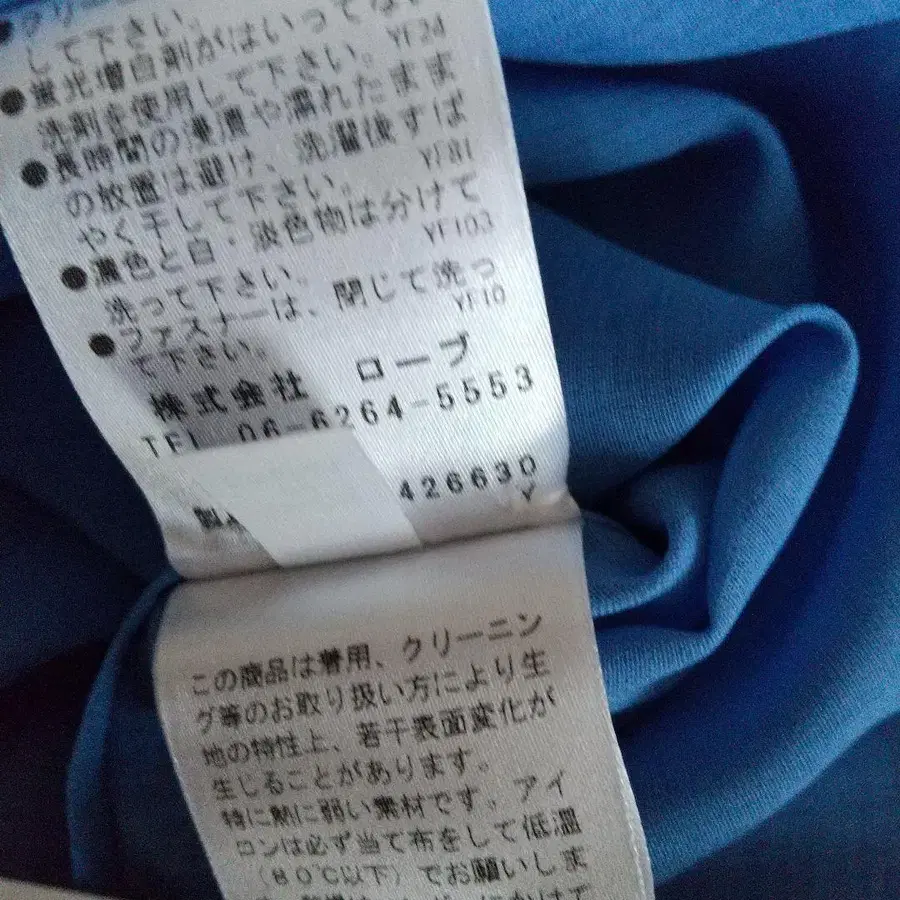 して下さい。 YF24
●蛍光増白剤がはいってない
洗剤を使用して下さい。
●長時間の浸漬や濡れたまま
の放置は避け、洗濯後すば
やく干して下さい。 YF81
●濃色と白・淡色物は分けて
洗って下さい。 YF103
●ファスナーは、閉じて洗っ
て下さい。 YF10
株式会社 ローブ
TEL 06-6264-5553
426630
Y
この商品は着用、クリーニン
グ等のお取り扱い方により生
地の特性上、若干表面変化が
生じることがあります。
特に熱に弱い素材です。アイ
ロンは必ず当て布をして低温
(80℃以下)でお願いしま